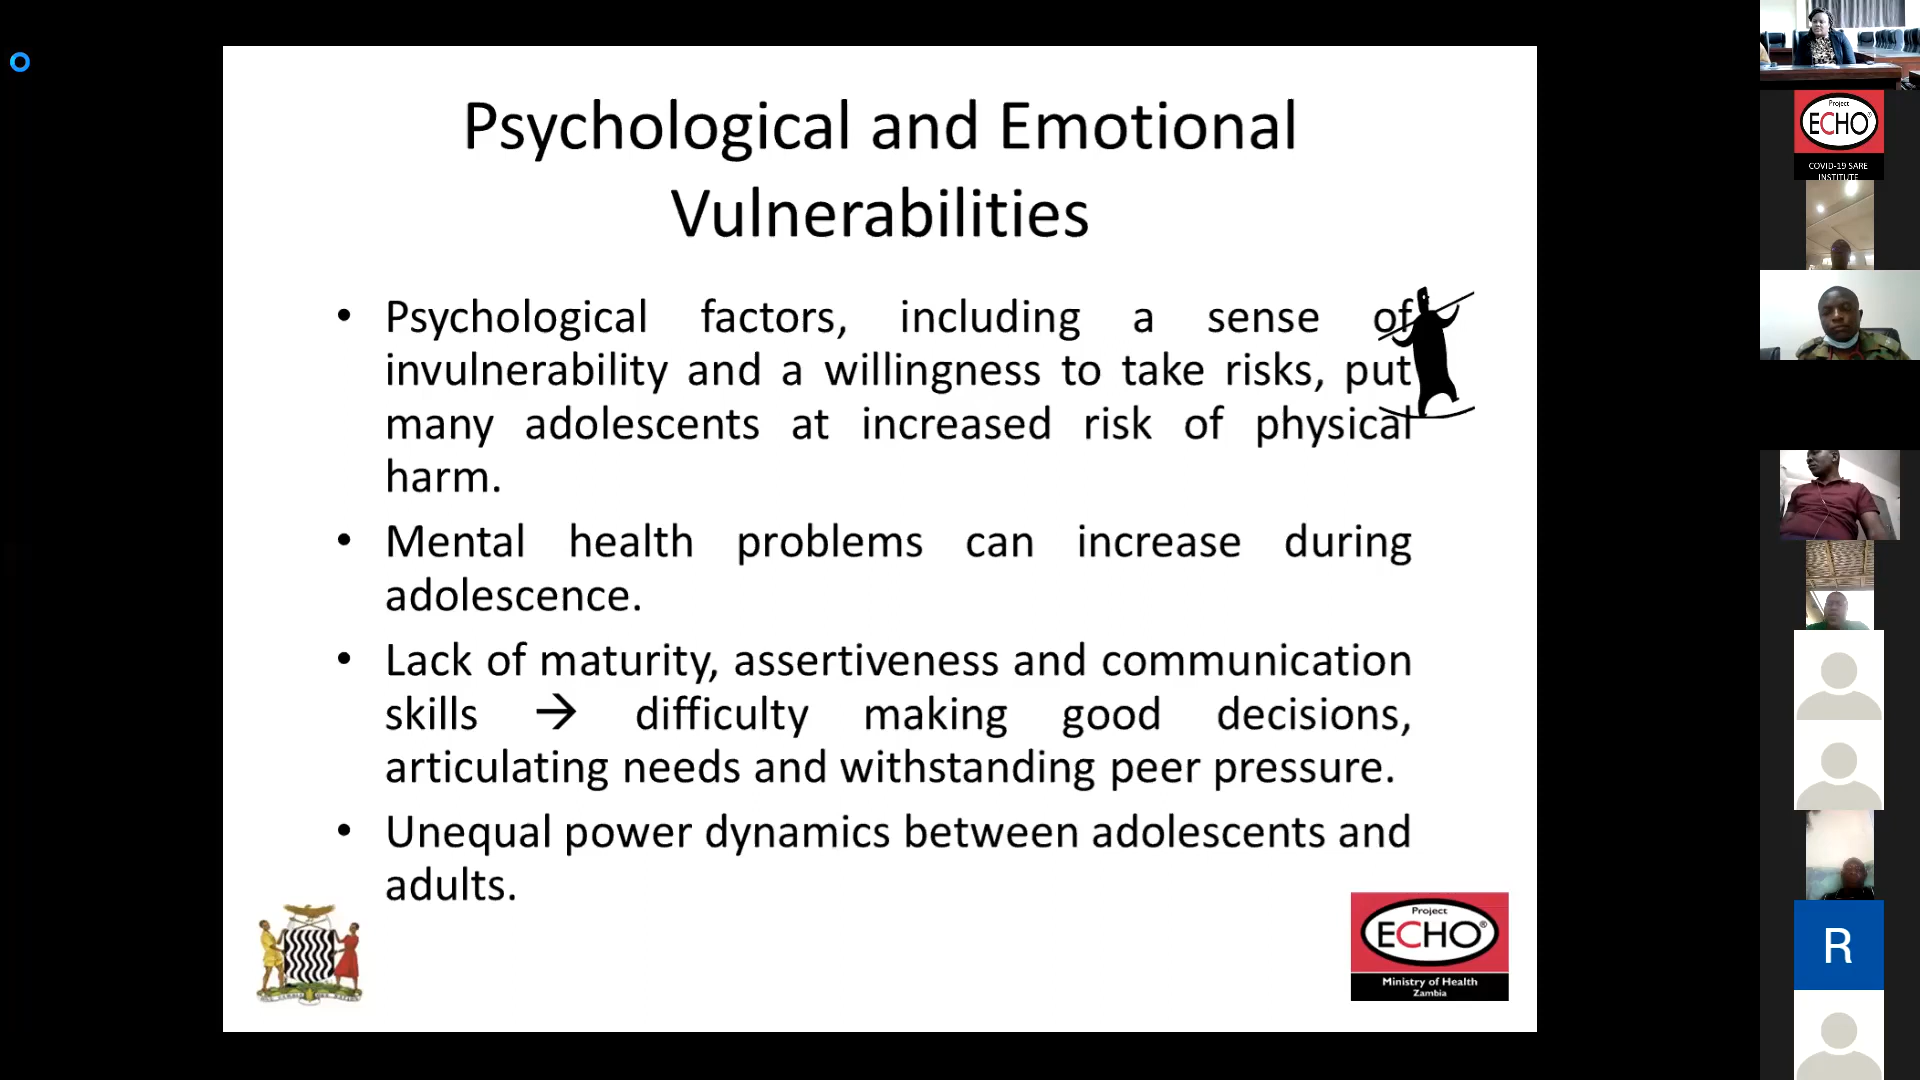 Psychological and Emotional
Vulnerabilities
• Psychological factors, including a sense of
invulnerability and a willingness to take risks, put
many adolescents at increased risk of physical
harm.
• Mental health problems can increase during
adolescence.
• Lack of maturity, assertiveness and communication
skills → difficulty making good decisions,
articulating needs and withstanding peer pressure.
• Unequal power dynamics between adolescents and
adults.
Project
ECHO®
Ministry of Health
Zambia
Project
ECHO®
COVID-19 SARE
INSTITUTE
R